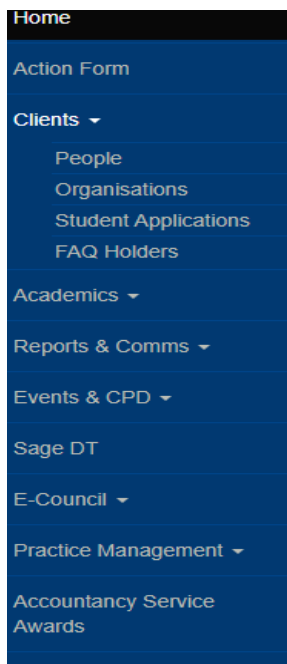 Home
Action Form
Clients
People
Organisations
Student Applications
FAQ Holders
Academics
Reports & Comms
Events & CPD
Sage DT
E-Council
Practice Management
Accountancy Service
Awards